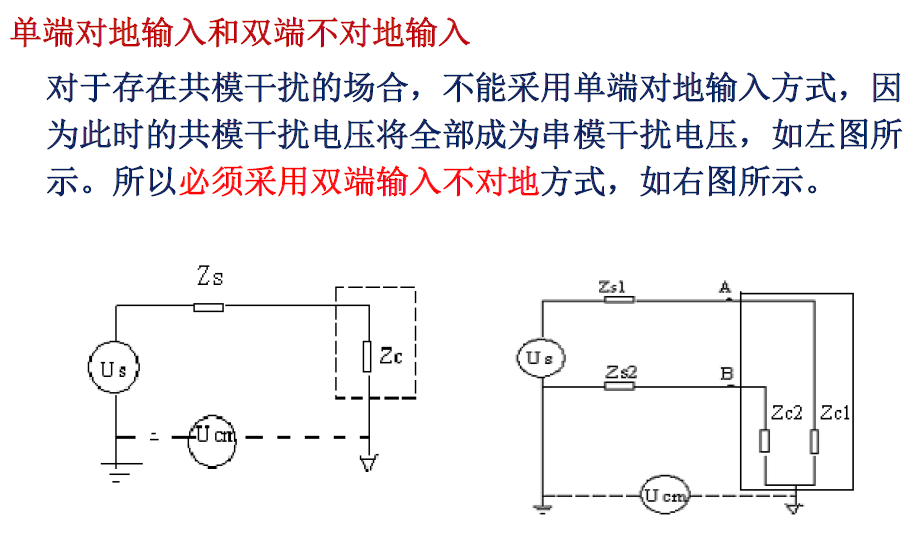 单端对地输入和双端不对地输入
对于存在共模干扰的场合，不能采用单端对地输入方式，因
为此时的共模干扰电压将全部成为串模干扰电压，如左图所
示。所以必须采用双端输入不对地方式，如右图所示。
Zs
Us
Zc
Ucm
Zs1
A
Us
Zs2
B
Zc2
Zc1
Ucm